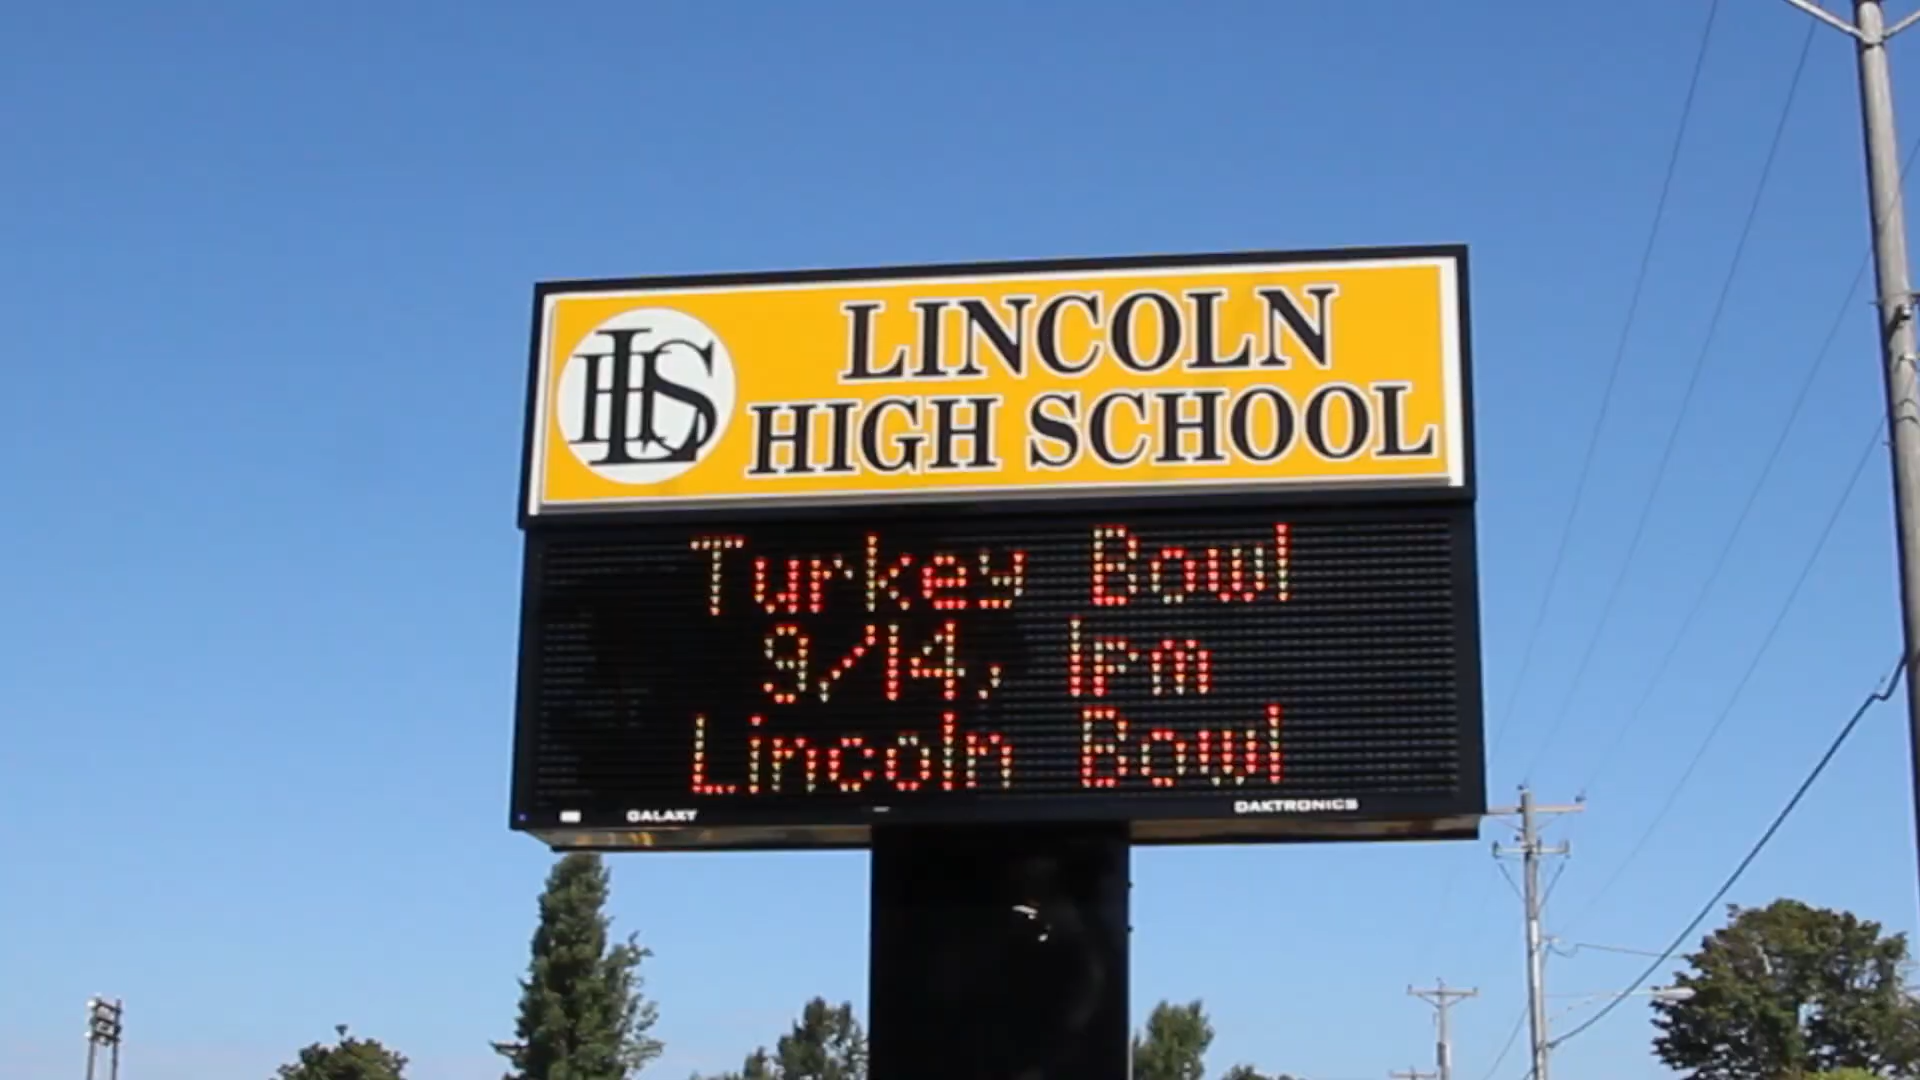 LHS
LINCOLN
HIGH SCHOOL
Turkey Bowl
9/14, 1pm
Lincoln Bowl
GALAXY
DAKTRONICS